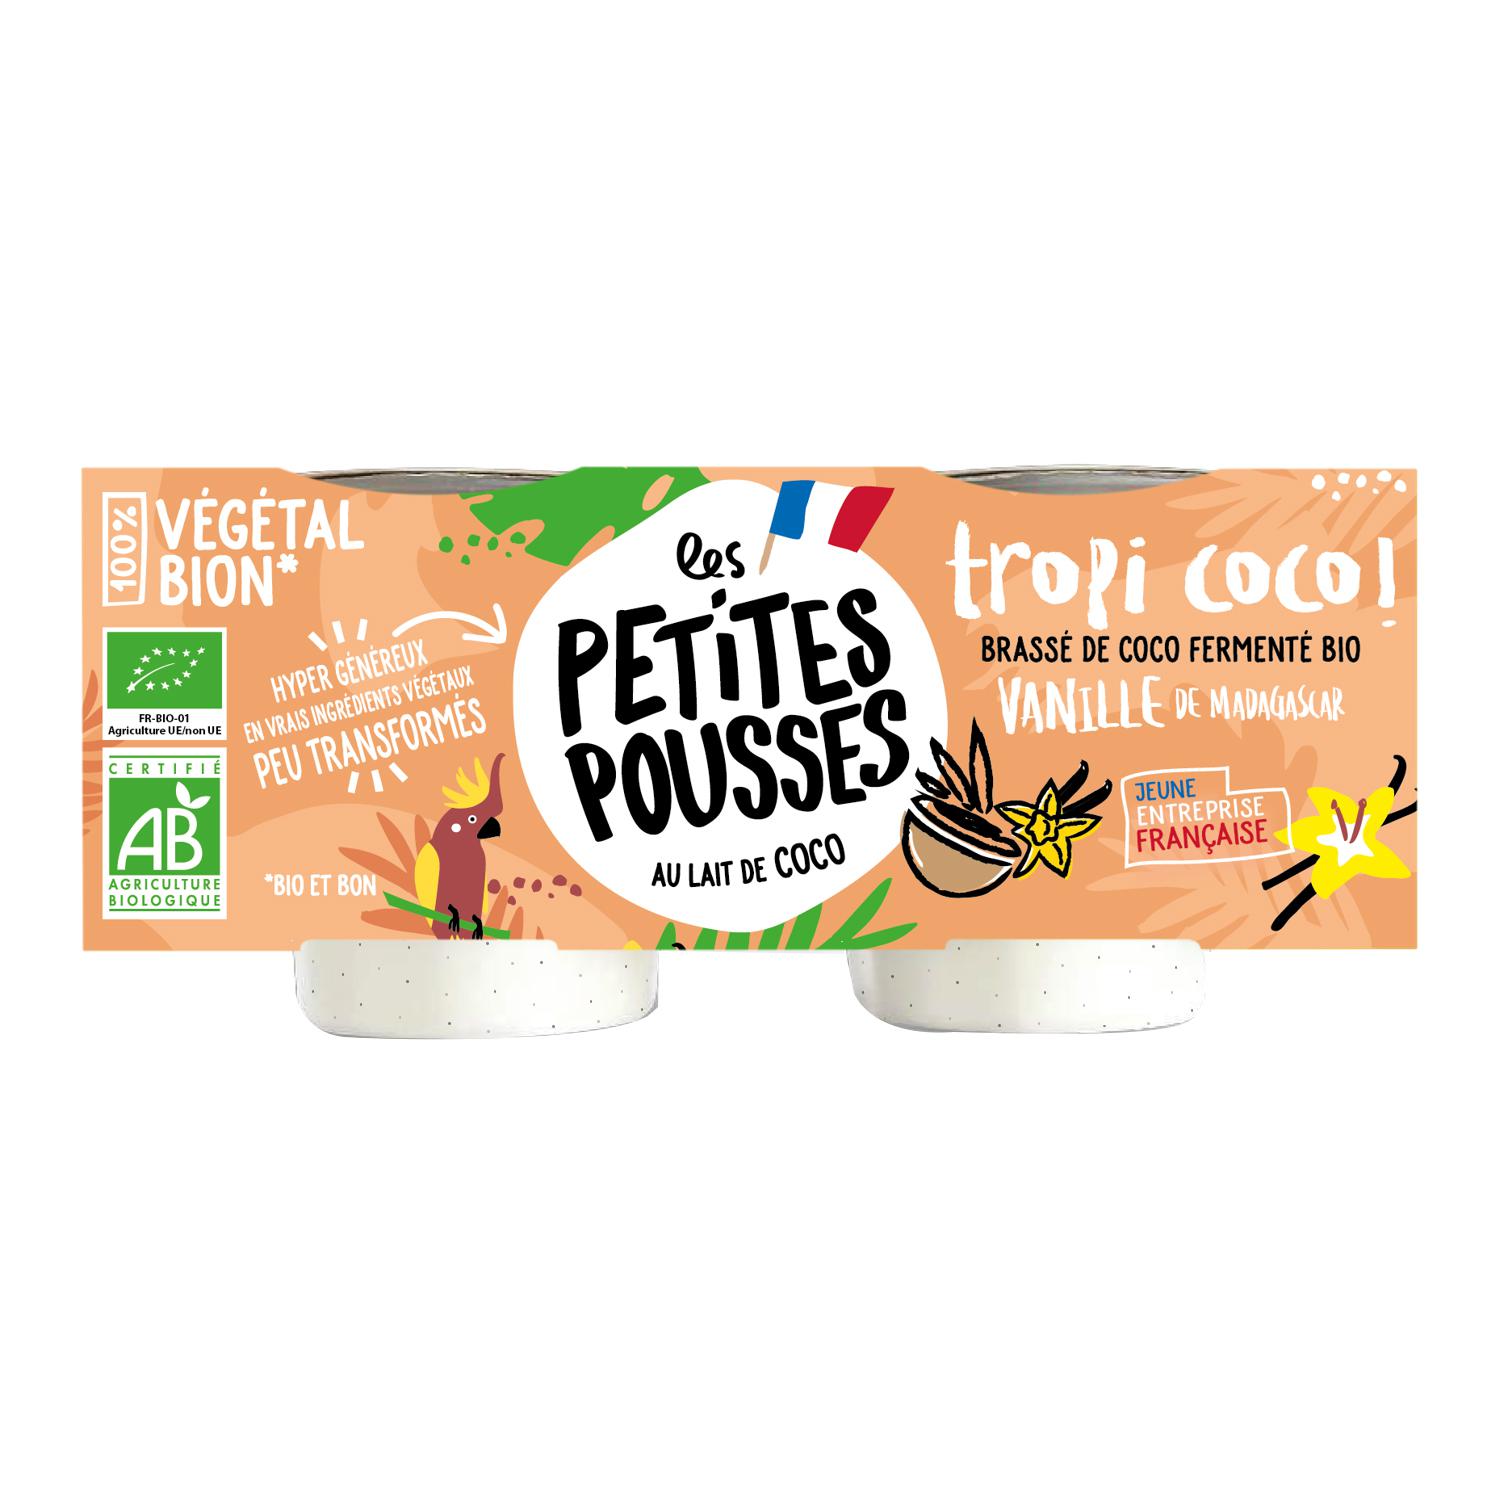 100%
VÉGÉTAL
BION*
FR-BIO-01
Agriculture UE/non UE
CERTIFIÉ
AB
AGRICULTURE
BIOLOGIQUE
HYPER GÉNÉREUX
EN VRAIS INGRÉDIENTS VÉGÉTAUX
PEU TRANSFORMÉS
*BIO ET BON
les
PETITES
POUSSES
AU LAIT DE COCO
tropi coco!
BRASSÉ DE COCO FERMENTÉ BIO
VANILLE DE MADAGASCAR
JEUNE
ENTREPRISE
FRANÇAISE